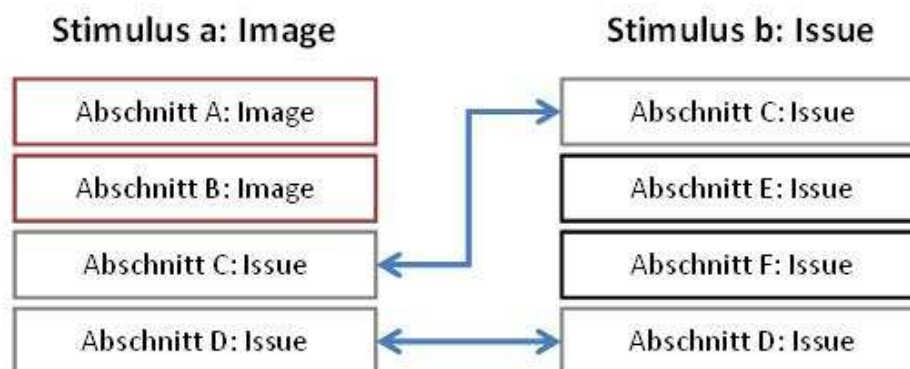 Stimulus a: Image
Abschnitt A: Image
Abschnitt B: Image
Abschnitt C: Issue
Abschnitt D: Issue
Stimulus b: Issue
Abschnitt C: Issue
Abschnitt E: Issue
Abschnitt F: Issue
Abschnitt D: Issue